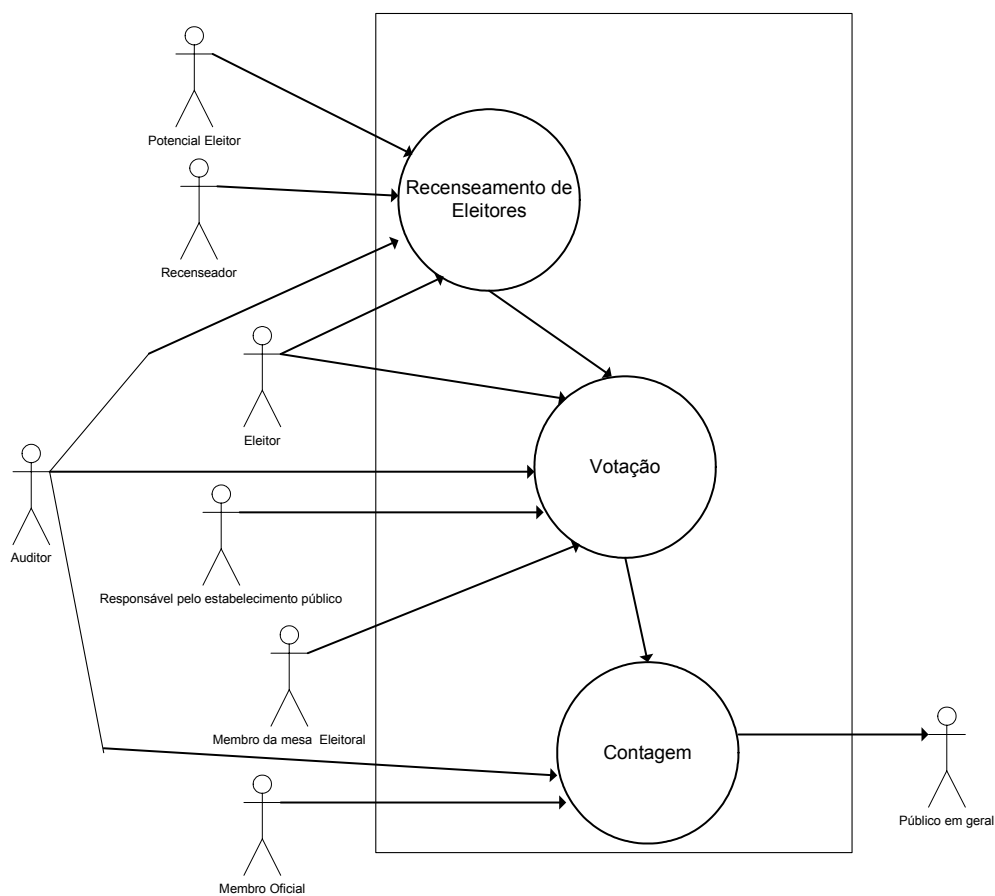 Potencial Eleitor
Recenseamento de
Eleitores
Recenseador
Eleitor
Votação
Auditor
Responsável pelo estabelecimento público
Membro da mesa Eleitoral
Contagem
Público em geral
Membro Oficial